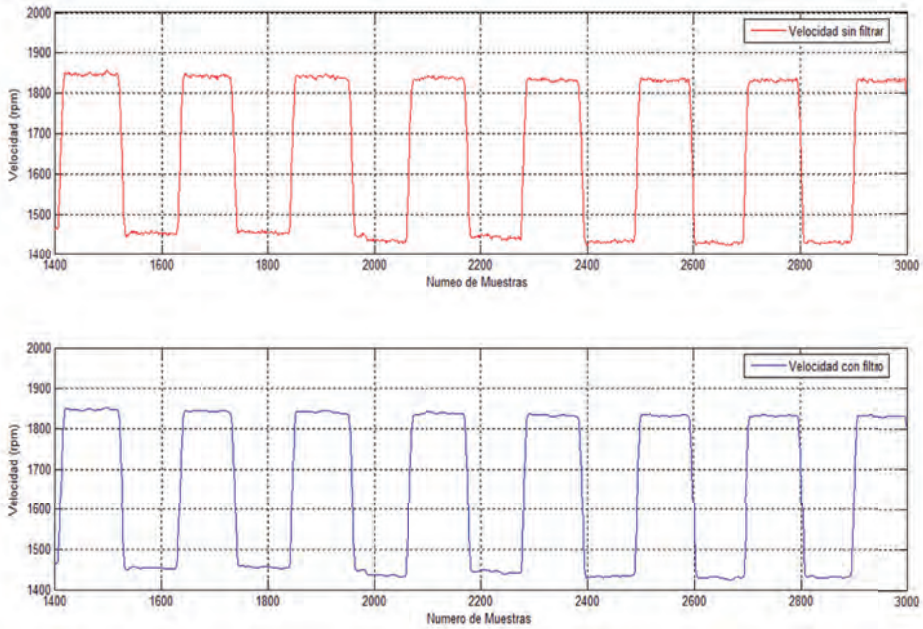 2000
Velocidad sin filtrar
1900
1800
1700
1600
1500
1400
Velocidad (rpm)
1400 1600 1800 2000 2200 2400 2600 2800 3000
Numeo de Muestras
2000
Velocidad con filtro
1900
1800
1700
1600
1500
1400
Velocidad (rpm)
1400 1600 1800 2000 2200 2400 2600 2800 3000
Numero de Muestras